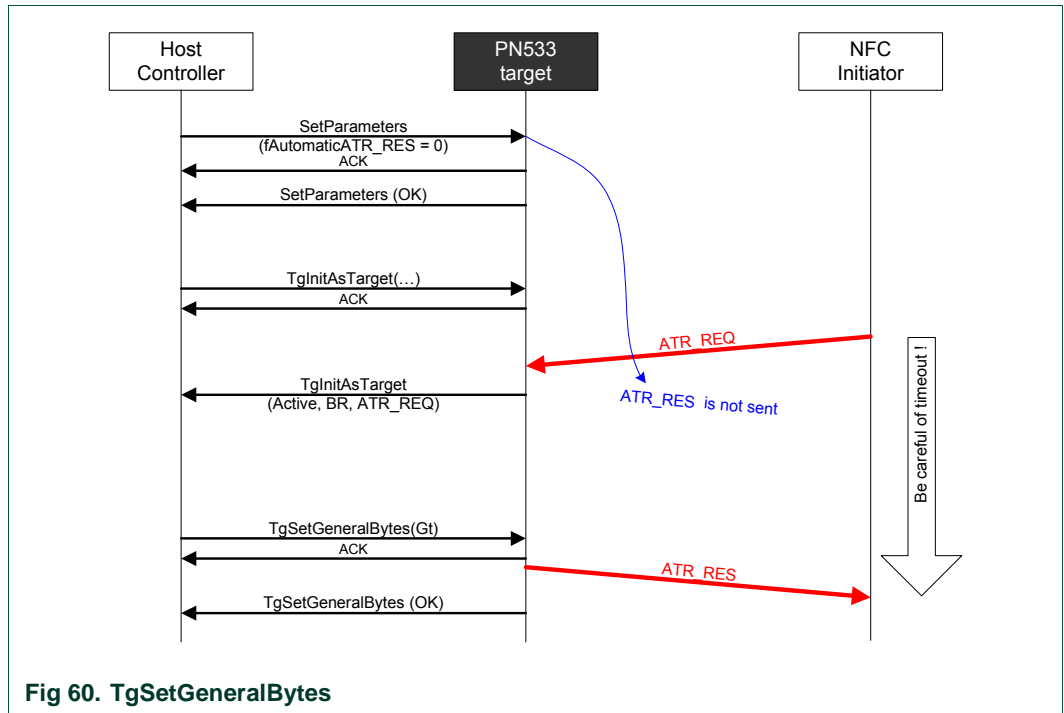 Host
Controller
PN533
target
NFC
Initiator
SetParameters
(fAutomaticATR_RES = 0)
ACK
SetParameters (OK)
TgInitAsTarget(…)
ACK
ATR_REQ
TgInitAsTarget
(Active, BR, ATR_REQ)
ATR_RES is not sent
Be careful of timeout !
TgSetGeneralBytes(Gt)
ACK
ATR_RES
TgSetGeneralBytes (OK)
Fig 60. TgSetGeneralBytes